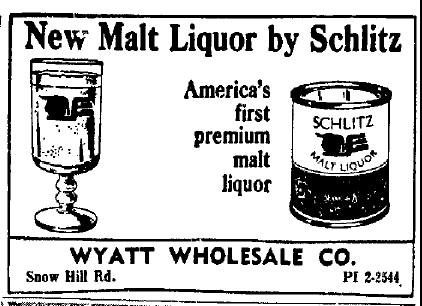 New Malt Liquor by Schlitz
America's
first
premium
malt
liquor
SCHLITZ
MALT LIQUOR
WYATT WHOLESALE CO.
Snow Hill Rd. PI 2-2544